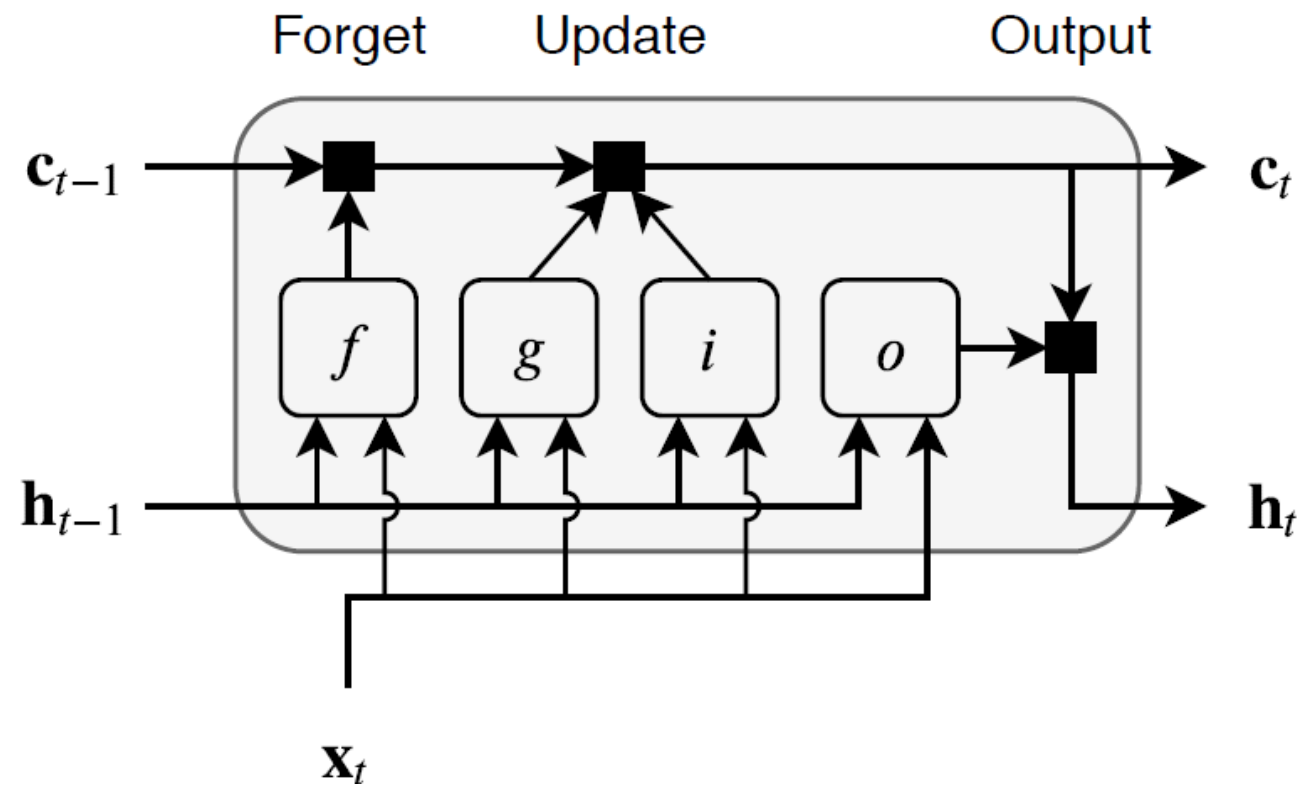 Forget Update Output
c_{t−1} c_t
f g i o
h_{t−1} h_t
x_t